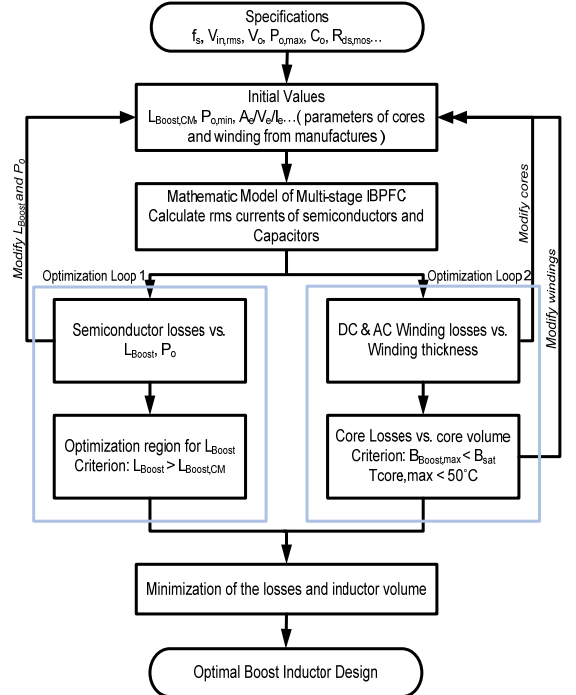 Specifications
fs, Vin,rms, Vo, Po,max, Co, Rds,mos...
Initial Values
LBoost,CM, Po,min, Ae/Ve/le...( parameters of cores
and winding from manufactures )
Mathematic Model of Multi-stage IBPFC
Calculate rms currents of semiconductors and
Capacitors
Modify LBoost and Po
Modify cores
Modify windings
Optimization Loop 1
Optimization Loop2
Semiconductor losses vs.
LBoost, Po
DC & AC Winding losses vs.
Winding thickness
Optimization region for LBoost
Criterion: LBoost > LBoost,CM
Core Losses vs. core volume
Criterion: BBoost,max < Bsat
Tcore,max < 50°C
Minimization of the losses and inductor volume
Optimal Boost Inductor Design